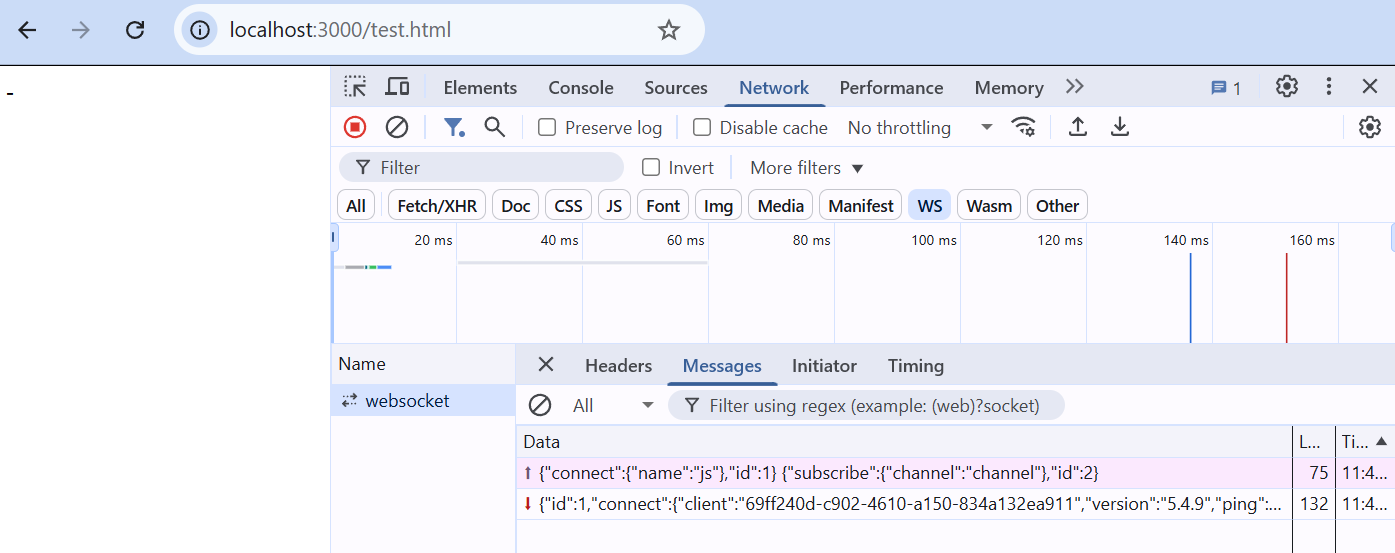 localhost:3000/test.html
-
Elements Console Sources Network Performance Memory 1
Preserve log Disable cache No throttling
Filter Invert More filters
All Fetch/XHR Doc CSS JS Font Img Media Manifest WS Wasm Other
20 ms 40 ms 60 ms 80 ms 100 ms 120 ms 140 ms 160 ms
Name Headers Messages Initiator Timing
websocket All Filter using regex (example: (web)?socket)
Data L... Ti...
{"connect":{"name":"js"},"id":1} {"subscribe":{"channel":"channel"},"id":2} 75 11:4...
{"id":1,"connect":{"client":"69ff240d-c902-4610-a150-834a132ea911","version":"5.4.9","ping":... 132 11:4...